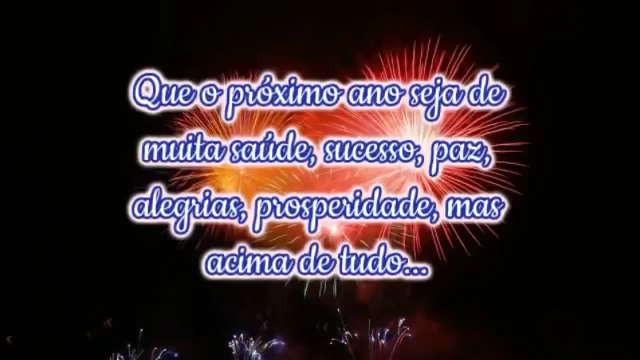 Que o próximo ano seja de
muita saúde, sucesso, paz,
alegrias, prosperidade, mas
acima de tudo...